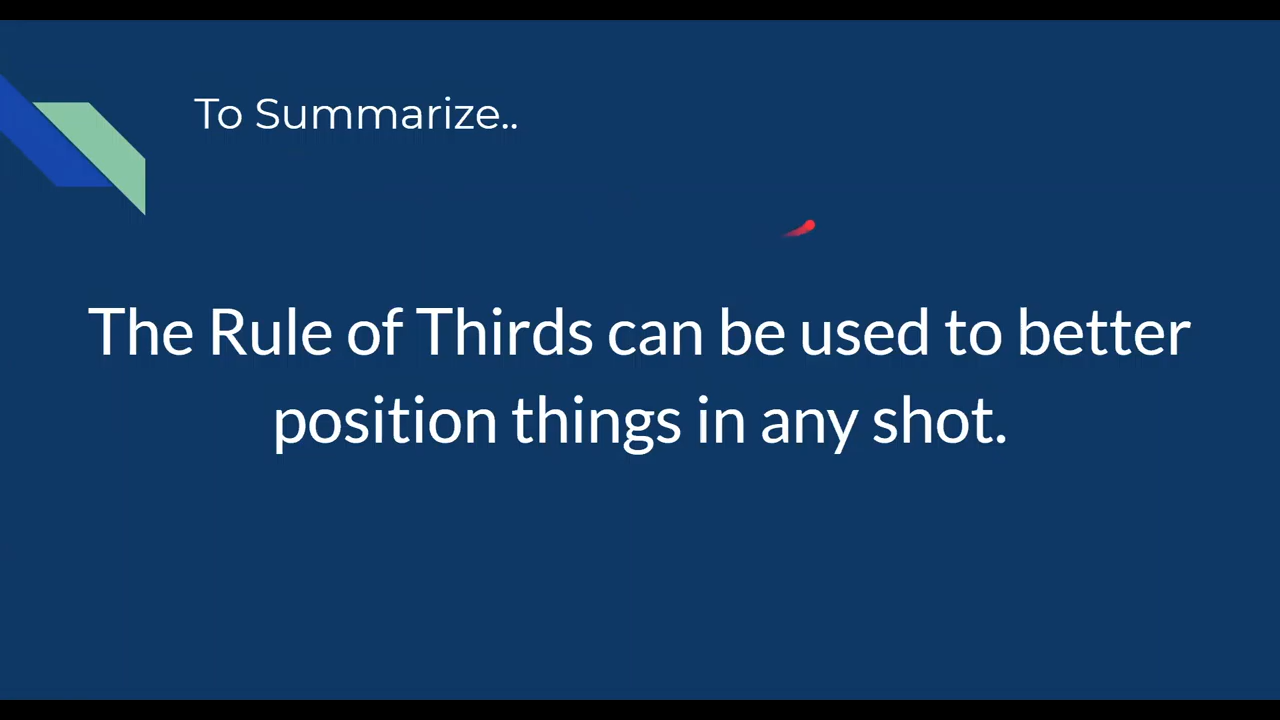 To Summarize..
The Rule of Thirds can be used to better
position things in any shot.